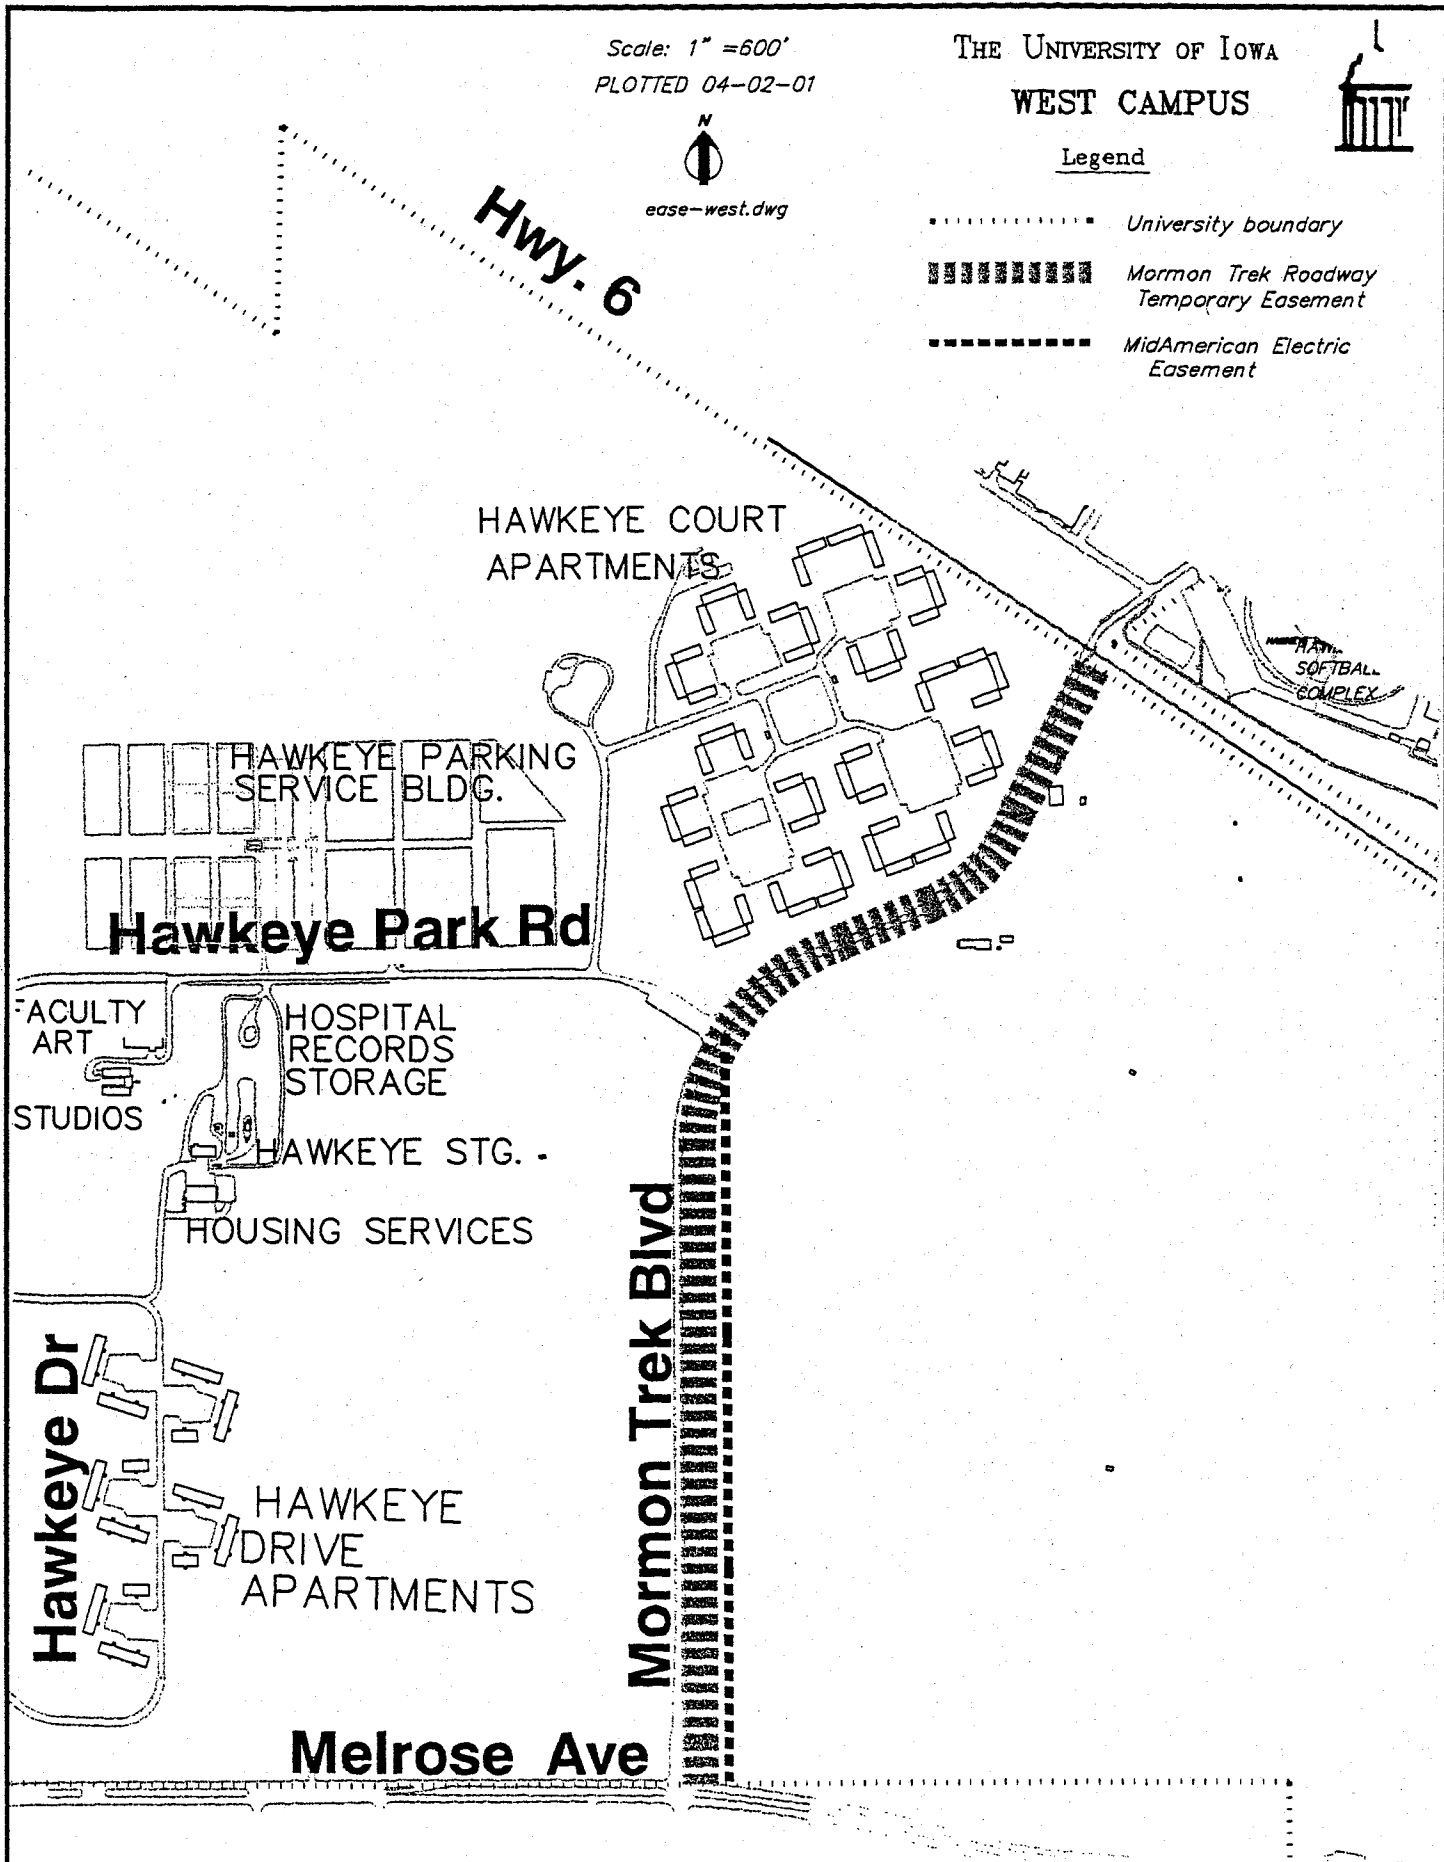 Scale: 1" =600'
PLOTTED 04-02-01
N
ease-west.dwg
THE UNIVERSITY OF IOWA
WEST CAMPUS
Legend
University boundary
Mormon Trek Roadway
Temporary Easement
MidAmerican Electric
Easement
Hwy. 6
HAWKEYE COURT
APARTMENTS
SOFTBALL
COMPLEX
HAWKEYE PARKING
SERVICE BLDG.
Hawkeye Park Rd
FACULTY
ART
STUDIOS
HOSPITAL
RECORDS
STORAGE
HAWKEYE STG.
HOUSING SERVICES
Mormon Trek Blvd
Hawkeye Dr
HAWKEYE
DRIVE
APARTMENTS
Melrose Ave